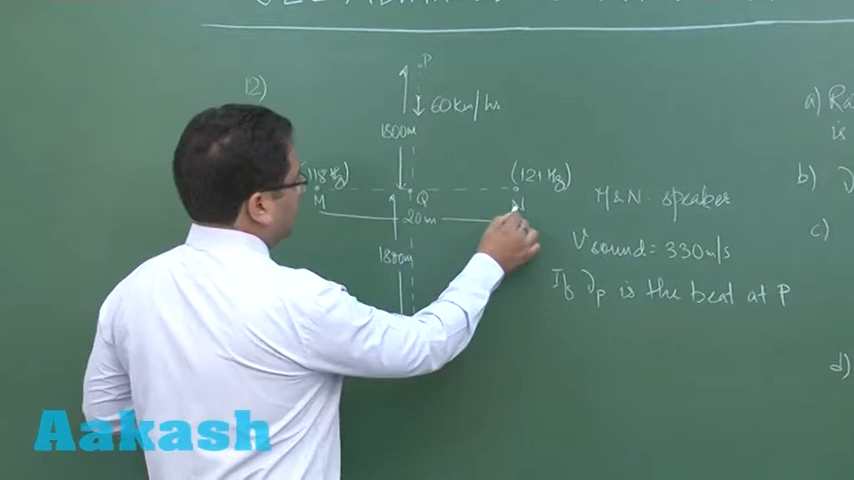 12)
P
60Km/hr
1800m
(118 Hz)
(121 Hz)
M
Q
N
20m
1800m
M&N speaker
Vsound = 330m/s
If νp is the beat at P
a) Ra
is
b) ν
c)
d)
Aakash